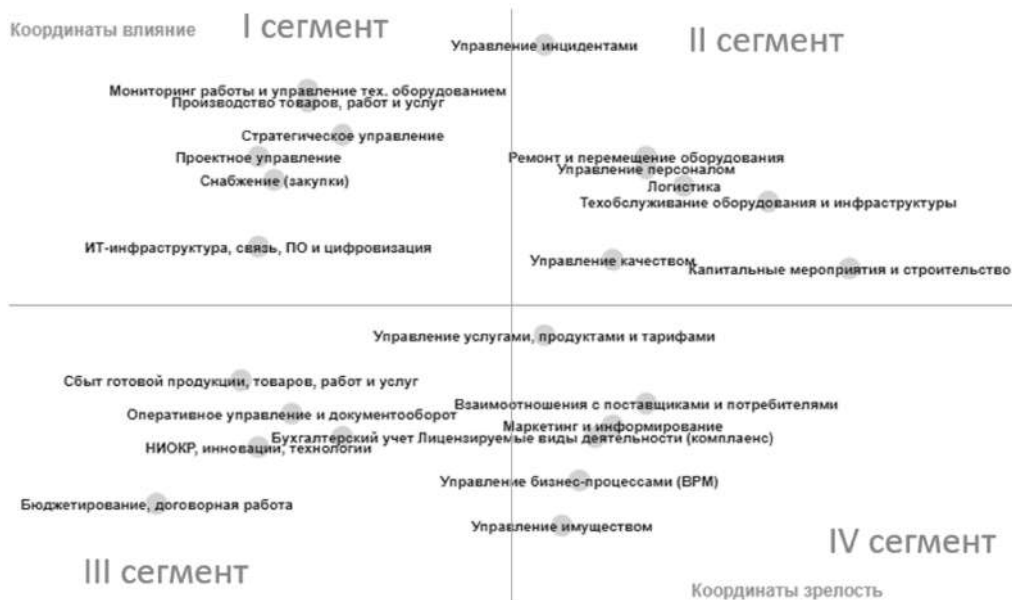 Координаты влияние
I сегмент
II сегмент
Управление инцидентами
Мониторинг работы и управление тех. оборудованием
Производство товаров, работ и услуг
Стратегическое управление
Проектное управление
Снабжение (закупки)
ИТ-инфраструктура, связь, ПО и цифровизация
Ремонт и перемещение оборудования
Управление персоналом
Логистика
Техобслуживание оборудования и инфраструктуры
Управление качеством
Капитальные мероприятия и строительство
Управление услугами, продуктами и тарифами
Сбыт готовой продукции, товаров, работ и услуг
Оперативное управление и документооборот
Бухгалтерский учет
НИОКР, инновации, технологии
Бюджетирование, договорная работа
Взаимоотношения с поставщиками и потребителями
Маркетинг и информирование
Лицензируемые виды деятельности (комплаенс)
Управление бизнес-процессами (BPM)
Управление имуществом
III сегмент
IV сегмент
Координаты зрелость